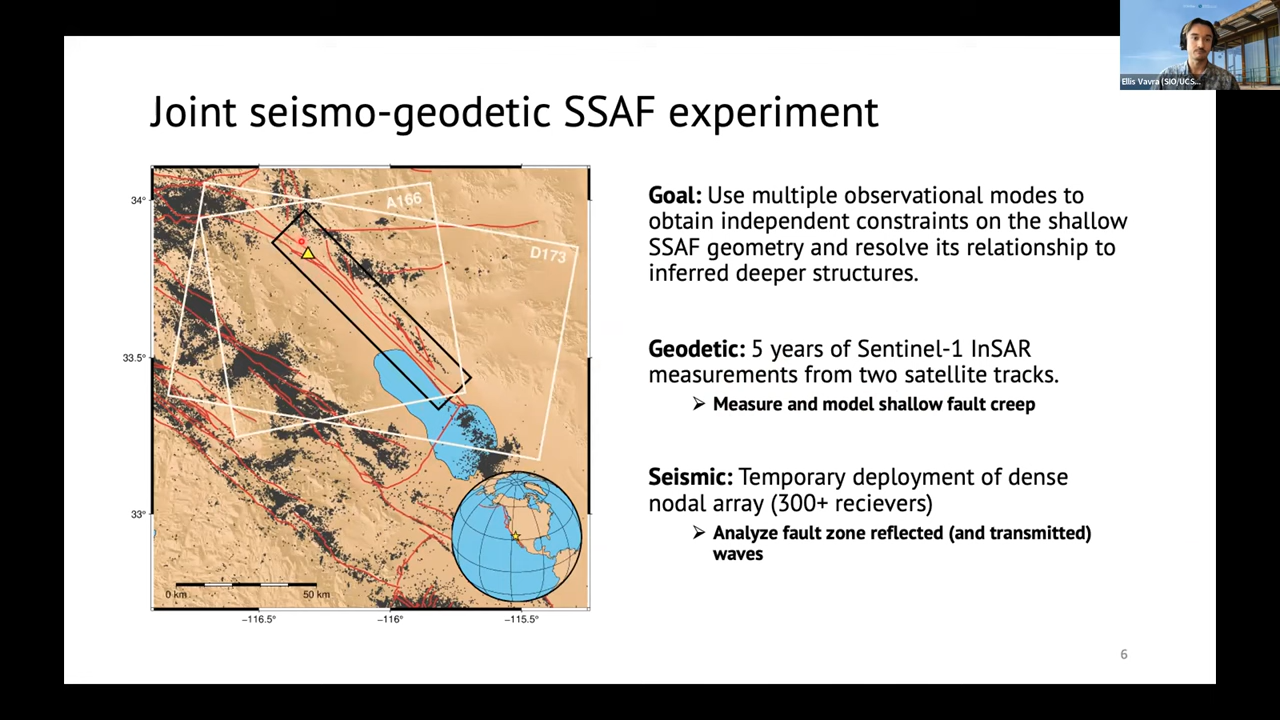 Ellis Vavra (SIO/UCS...
Joint seismo-geodetic SSAF experiment
34°
33.5°
33°
A166
D173
0 km
50 km
−116.5°
−116°
−115.5°
Goal: Use multiple observational modes to
obtain independent constraints on the shallow
SSAF geometry and resolve its relationship to
inferred deeper structures.
Geodetic: 5 years of Sentinel-1 InSAR
measurements from two satellite tracks.
➢ Measure and model shallow fault creep
Seismic: Temporary deployment of dense
nodal array (300+ recievers)
➢ Analyze fault zone reflected (and transmitted)
waves
6